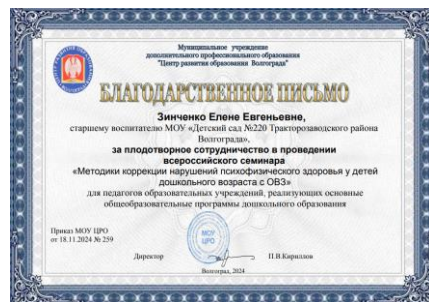 Муниципальное учреждение
дополнительного профессионального образования
"Центр развития образования Волгограда"
БЛАГОДАРСТВЕННОЕ ПИСЬМО
Зинченко Елене Евгеньевне,
старшему воспитателю МОУ «Детский сад №220 Тракторозаводского района
Волгограда»,
за плодотворное сотрудничество в проведении
всероссийского семинара
«Методики коррекции нарушений психофизического здоровья у детей
дошкольного возраста с ОВЗ»
для педагогов образовательных учреждений, реализующих основные
общеобразовательные программы дошкольного образования
Приказ МОУ ЦРО
от 18.11.2024 № 259
МОУ
ЦРО
Директор П.В.Кириллов
Волгоград, 2024